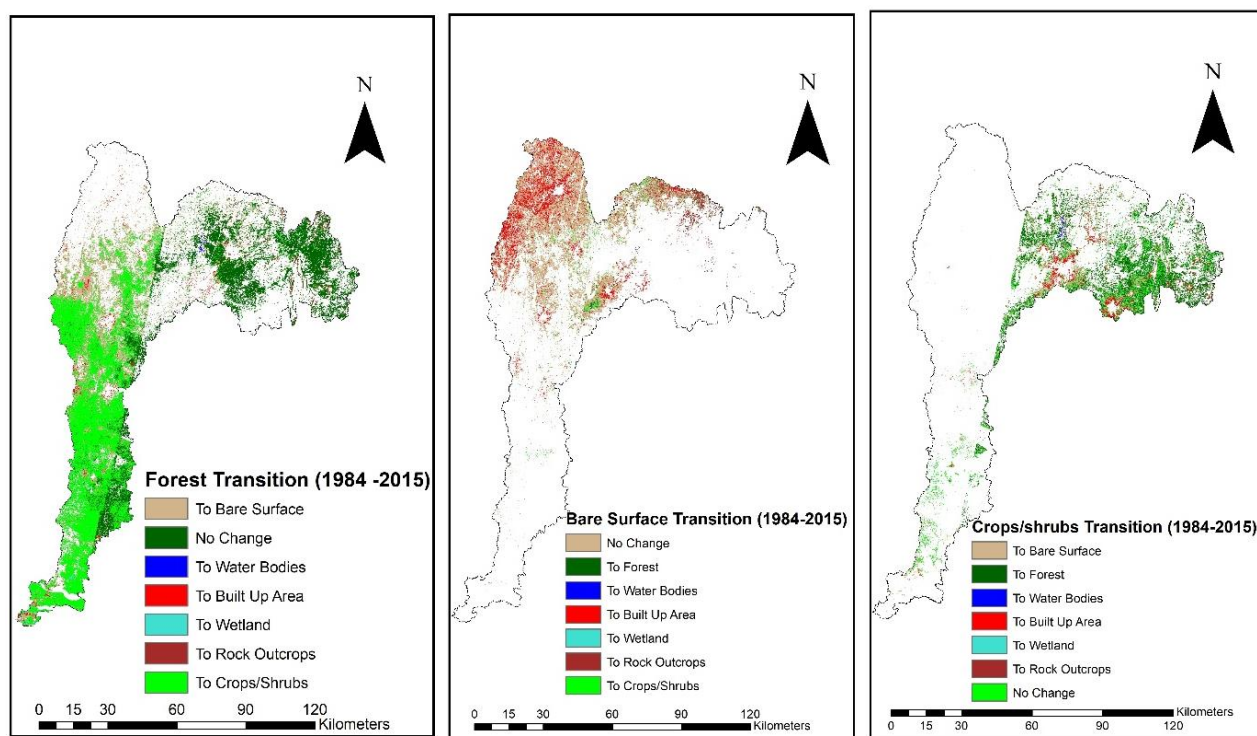 N
Forest Transition (1984 -2015)
To Bare Surface
No Change
To Water Bodies
To Built Up Area
To Wetland
To Rock Outcrops
To Crops/Shrubs
0 15 30 60 90 120
Kilometers
N
Bare Surface Transition (1984-2015)
No Change
To Forest
To Water Bodies
To Built Up Area
To Wetland
To Rock Outcrops
To Crops/Shrubs
0 15 30 60 90 120
Kilometers
N
Crops/shrubs Transition (1984-2015)
To Bare Surface
To Forest
To Water Bodies
To Built Up Area
To Wetland
To Rock Outcrops
No Change
0 15 30 60 90 120
Kilometers